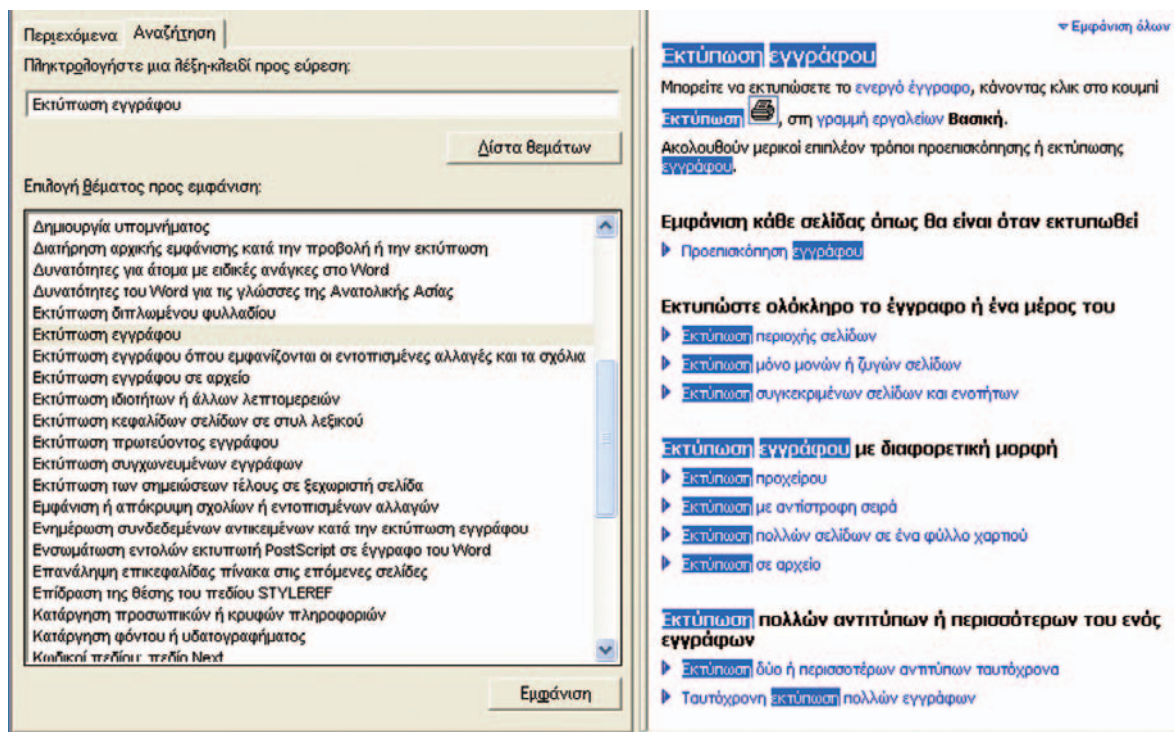 Περιεχόμενα Αναζήτηση
Πληκτρολογήστε μια λέξη-κλειδί προς εύρεση:
Εκτύπωση εγγράφου
Λίστα θεμάτων
Επιλογή θέματος προς εμφάνιση:
Δημιουργία υπομνήματος
Διατήρηση αρχικής εμφάνισης κατά την προβολή ή την εκτύπωση
Δυνατότητες για άτομα με ειδικές ανάγκες στο Word
Δυνατότητες του Word για τις γλώσσες της Ανατολικής Ασίας
Εκτύπωση διπλωμένου φυλλαδίου
Εκτύπωση εγγράφου
Εκτύπωση εγγράφου όπου εμφανίζονται οι εντοπισμένες αλλαγές και τα σχόλια
Εκτύπωση εγγράφου σε αρχείο
Εκτύπωση ιδιοτήτων ή άλλων λεπτομερειών
Εκτύπωση κεφαλίδων σελίδων σε στυλ λεξικού
Εκτύπωση πρωτεύοντος εγγράφου
Εκτύπωση συγχωνευμένων εγγράφων
Εκτύπωση των σημειώσεων τέλους σε ξεχωριστή σελίδα
Εμφάνιση ή απόκρυψη σχολίων ή εντοπισμένων αλλαγών
Ενημέρωση συνδεδεμένων αντικειμένων κατά την εκτύπωση εγγράφου
Ενσωμάτωση εντολών εκτυπωτή PostScript σε έγγραφο του Word
Επανάληψη επικεφαλίδας πίνακα στις επόμενες σελίδες
Επίδραση της θέσης του πεδίου STYLEREF
Κατάργηση προσωπικών ή κρυφών πληροφοριών
Κατάργηση φόντου ή υδατογραφήματος
Κωδικοί πεδίου: πεδίο Next
Εμφάνιση
Εμφάνιση όλων
Εκτύπωση εγγράφου
Μπορείτε να εκτυπώσετε το ενεργό έγγραφο, κάνοντας κλικ στο κουμπί
Εκτύπωση , στη γραμμή εργαλείων Βασική.
Ακολουθούν μερικοί επιπλέον τρόποι προεπισκόπησης ή εκτύπωσης
εγγράφου.
Εμφάνιση κάθε σελίδας όπως θα είναι όταν εκτυπωθεί
Προεπισκόπηση εγγράφου
Εκτυπώστε ολόκληρο το έγγραφο ή ένα μέρος του
Εκτύπωση περιοχής σελίδων
Εκτύπωση μόνο μονών ή ζυγών σελίδων
Εκτύπωση συγκεκριμένων σελίδων και ενοτήτων
Εκτύπωση εγγράφου με διαφορετική μορφή
Εκτύπωση προχείρου
Εκτύπωση με αντίστροφη σειρά
Εκτύπωση πολλών σελίδων σε ένα φύλλο χαρτιού
Εκτύπωση σε αρχείο
Εκτύπωση πολλών αντιτύπων ή περισσότερων του ενός
εγγράφων
Εκτύπωση δύο ή περισσοτέρων αντιτύπων ταυτόχρονα
Ταυτόχρονη εκτύπωση πολλών εγγράφων